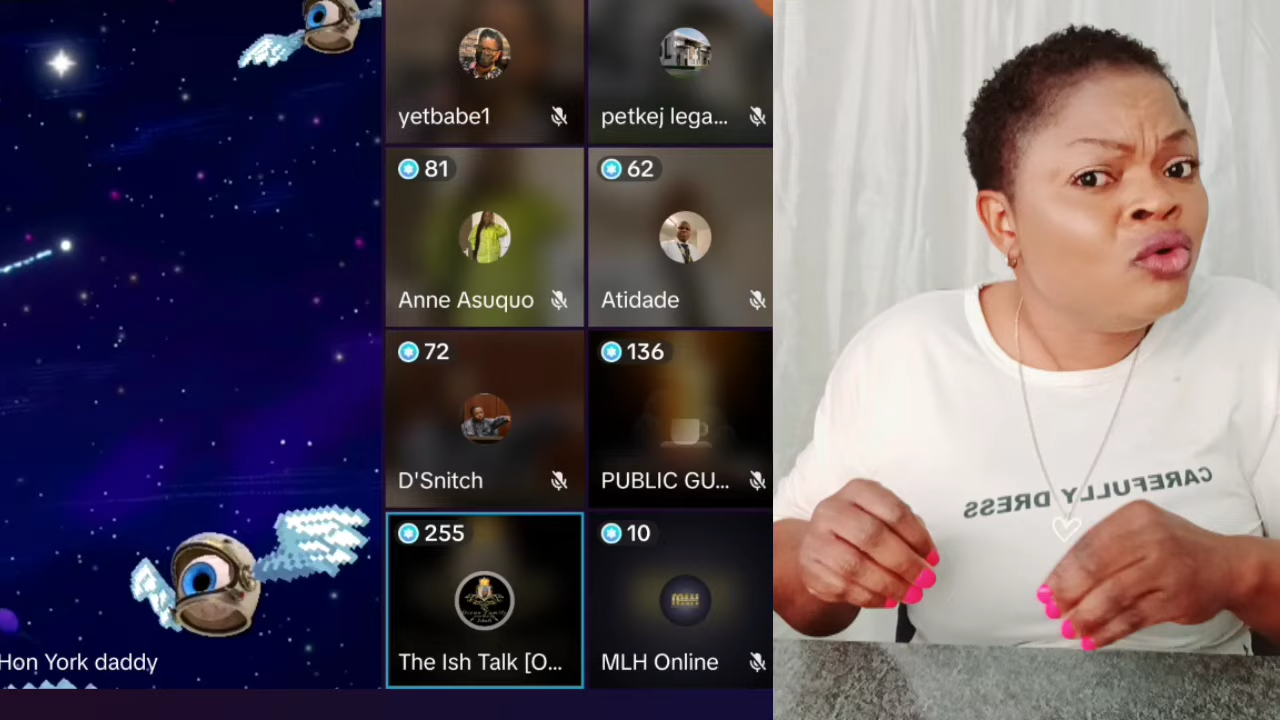 yetbabe1
petkej lega...
81
62
Anne Asuquo
Atidade
72
136
D'Snitch
PUBLIC GU...
255
10
MLH
The Ish Talk [O...
MLH Online
Hon York daddy
CAREFULLY DRESS